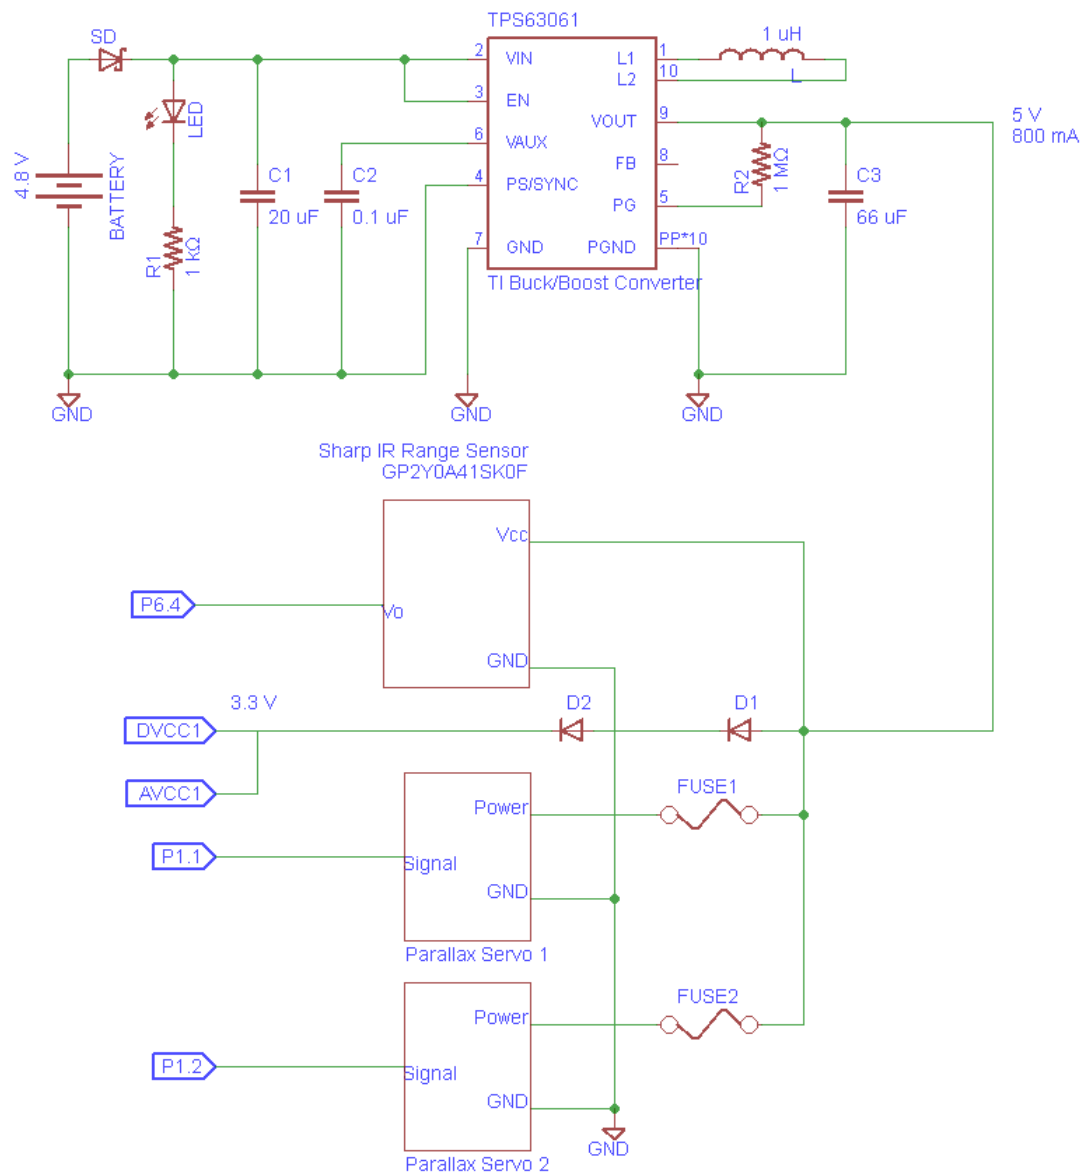 TPS63061
SD
1 uH
L
2
VIN
L1
1
L2
10
3
EN
VOUT
9
5 V
800 mA
LED
6
VAUX
FB
8
R2
1 MΩ
4.8 V
BATTERY
C1
20 uF
C2
0.1 uF
4
PS/SYNC
PG
5
C3
66 uF
R1
1 kΩ
7
GND
PGND
PP*10
TI Buck/Boost Converter
GND
GND
GND
Sharp IR Range Sensor
GP2Y0A41SK0F
Vcc
P6.4
Vo
GND
3.3 V
D2
D1
DVCC1
AVCC1
FUSE1
Power
P1.1
Signal
GND
Parallax Servo 1
FUSE2
Power
P1.2
Signal
GND
GND
Parallax Servo 2